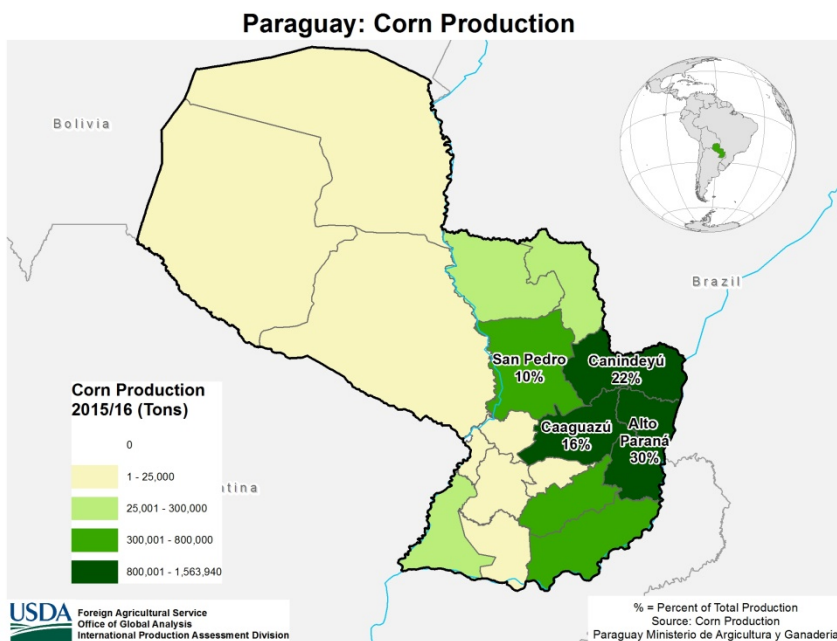 Paraguay: Corn Production
Bolivia
Brazil
San Pedro
10%
Canindeyú
22%
Caaguazú
16%
Alto
Paraná
30%
Corn Production
2015/16 (Tons)
0
1 - 25,000
25,001 - 300,000
300,001 - 800,000
800,001 - 1,563,940
ntina
USDA
Foreign Agricultural Service
Office of Global Analysis
International Production Assessment Division
% = Percent of Total Production
Source: Corn Production
Paraguay Ministerio de Argicultura y Ganaderia